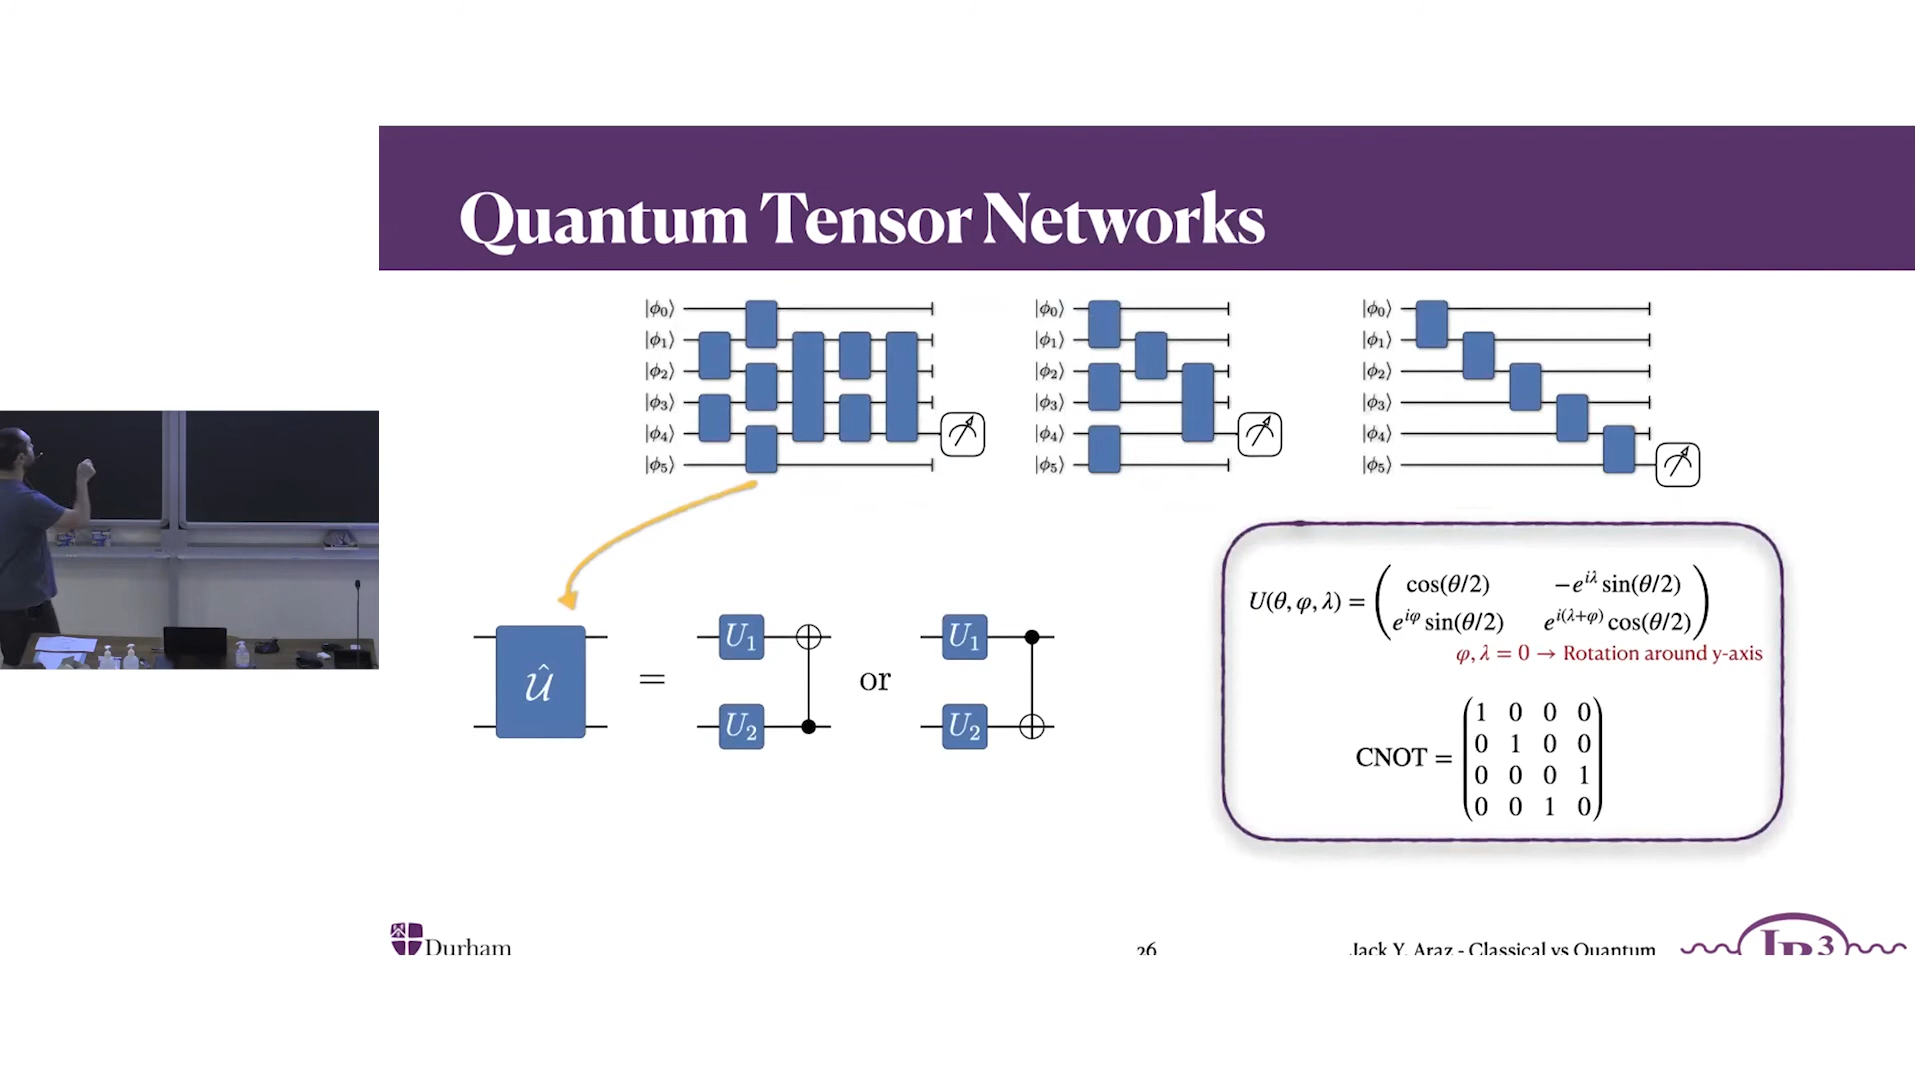 Quantum Tensor Networks
|ϕ₀⟩
|ϕ₁⟩
|ϕ₂⟩
|ϕ₃⟩
|ϕ₄⟩
|ϕ₅⟩
|ϕ₀⟩
|ϕ₁⟩
|ϕ₂⟩
|ϕ₃⟩
|ϕ₄⟩
|ϕ₅⟩
|ϕ₀⟩
|ϕ₁⟩
|ϕ₂⟩
|ϕ₃⟩
|ϕ₄⟩
|ϕ₅⟩
𝒰̂ = U₁ U₂ or U₁ U₂
U(θ, φ, λ) = ( cos(θ/2) −e^{iλ} sin(θ/2)
e^{iφ} sin(θ/2) e^{i(λ+φ)} cos(θ/2) )
φ, λ = 0 → Rotation around y-axis
CNOT =
1 0 0 0
0 1 0 0
0 0 0 1
0 0 1 0
Durham
26
Jack Y. Araz - Classical vs Quantum
IP3